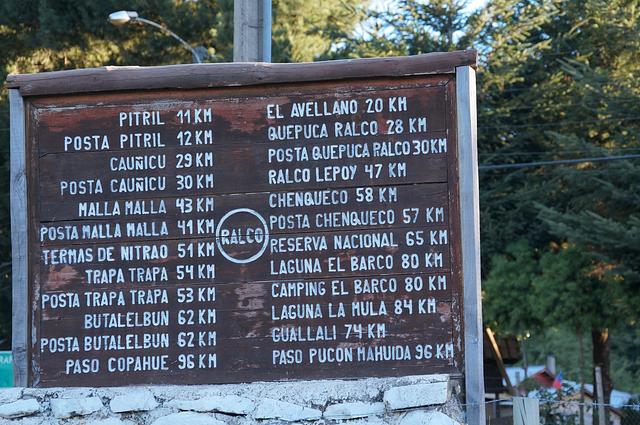 PITRIL 11 KM
POSTA PITRIL 12 KM
CAUÑICU 29 KM
POSTA CAUÑICU 30 KM
MALLA MALLA 43 KM
POSTA MALLA MALLA 41 KM
TERMAS DE NITRAO 51 KM
TRAPA TRAPA 54 KM
POSTA TRAPA TRAPA 53 KM
BUTALELBUN 62 KM
POSTA BUTALELBUN 62 KM
PASO COPAHUE 96 KM
RALCO
EL AVELLANO 20 KM
QUEPUCA RALCO 28 KM
POSTA QUEPUCA RALCO 30 KM
RALCO LEPOY 47 KM
CHENQUECO 58 KM
POSTA CHENQUECO 57 KM
RESERVA NACIONAL 65 KM
LAGUNA EL BARCO 80 KM
CAMPING EL BARCO 80 KM
LAGUNA LA MULA 84 KM
GUALLALI 74 KM
PASO PUCON MAHUIDA 96 KM